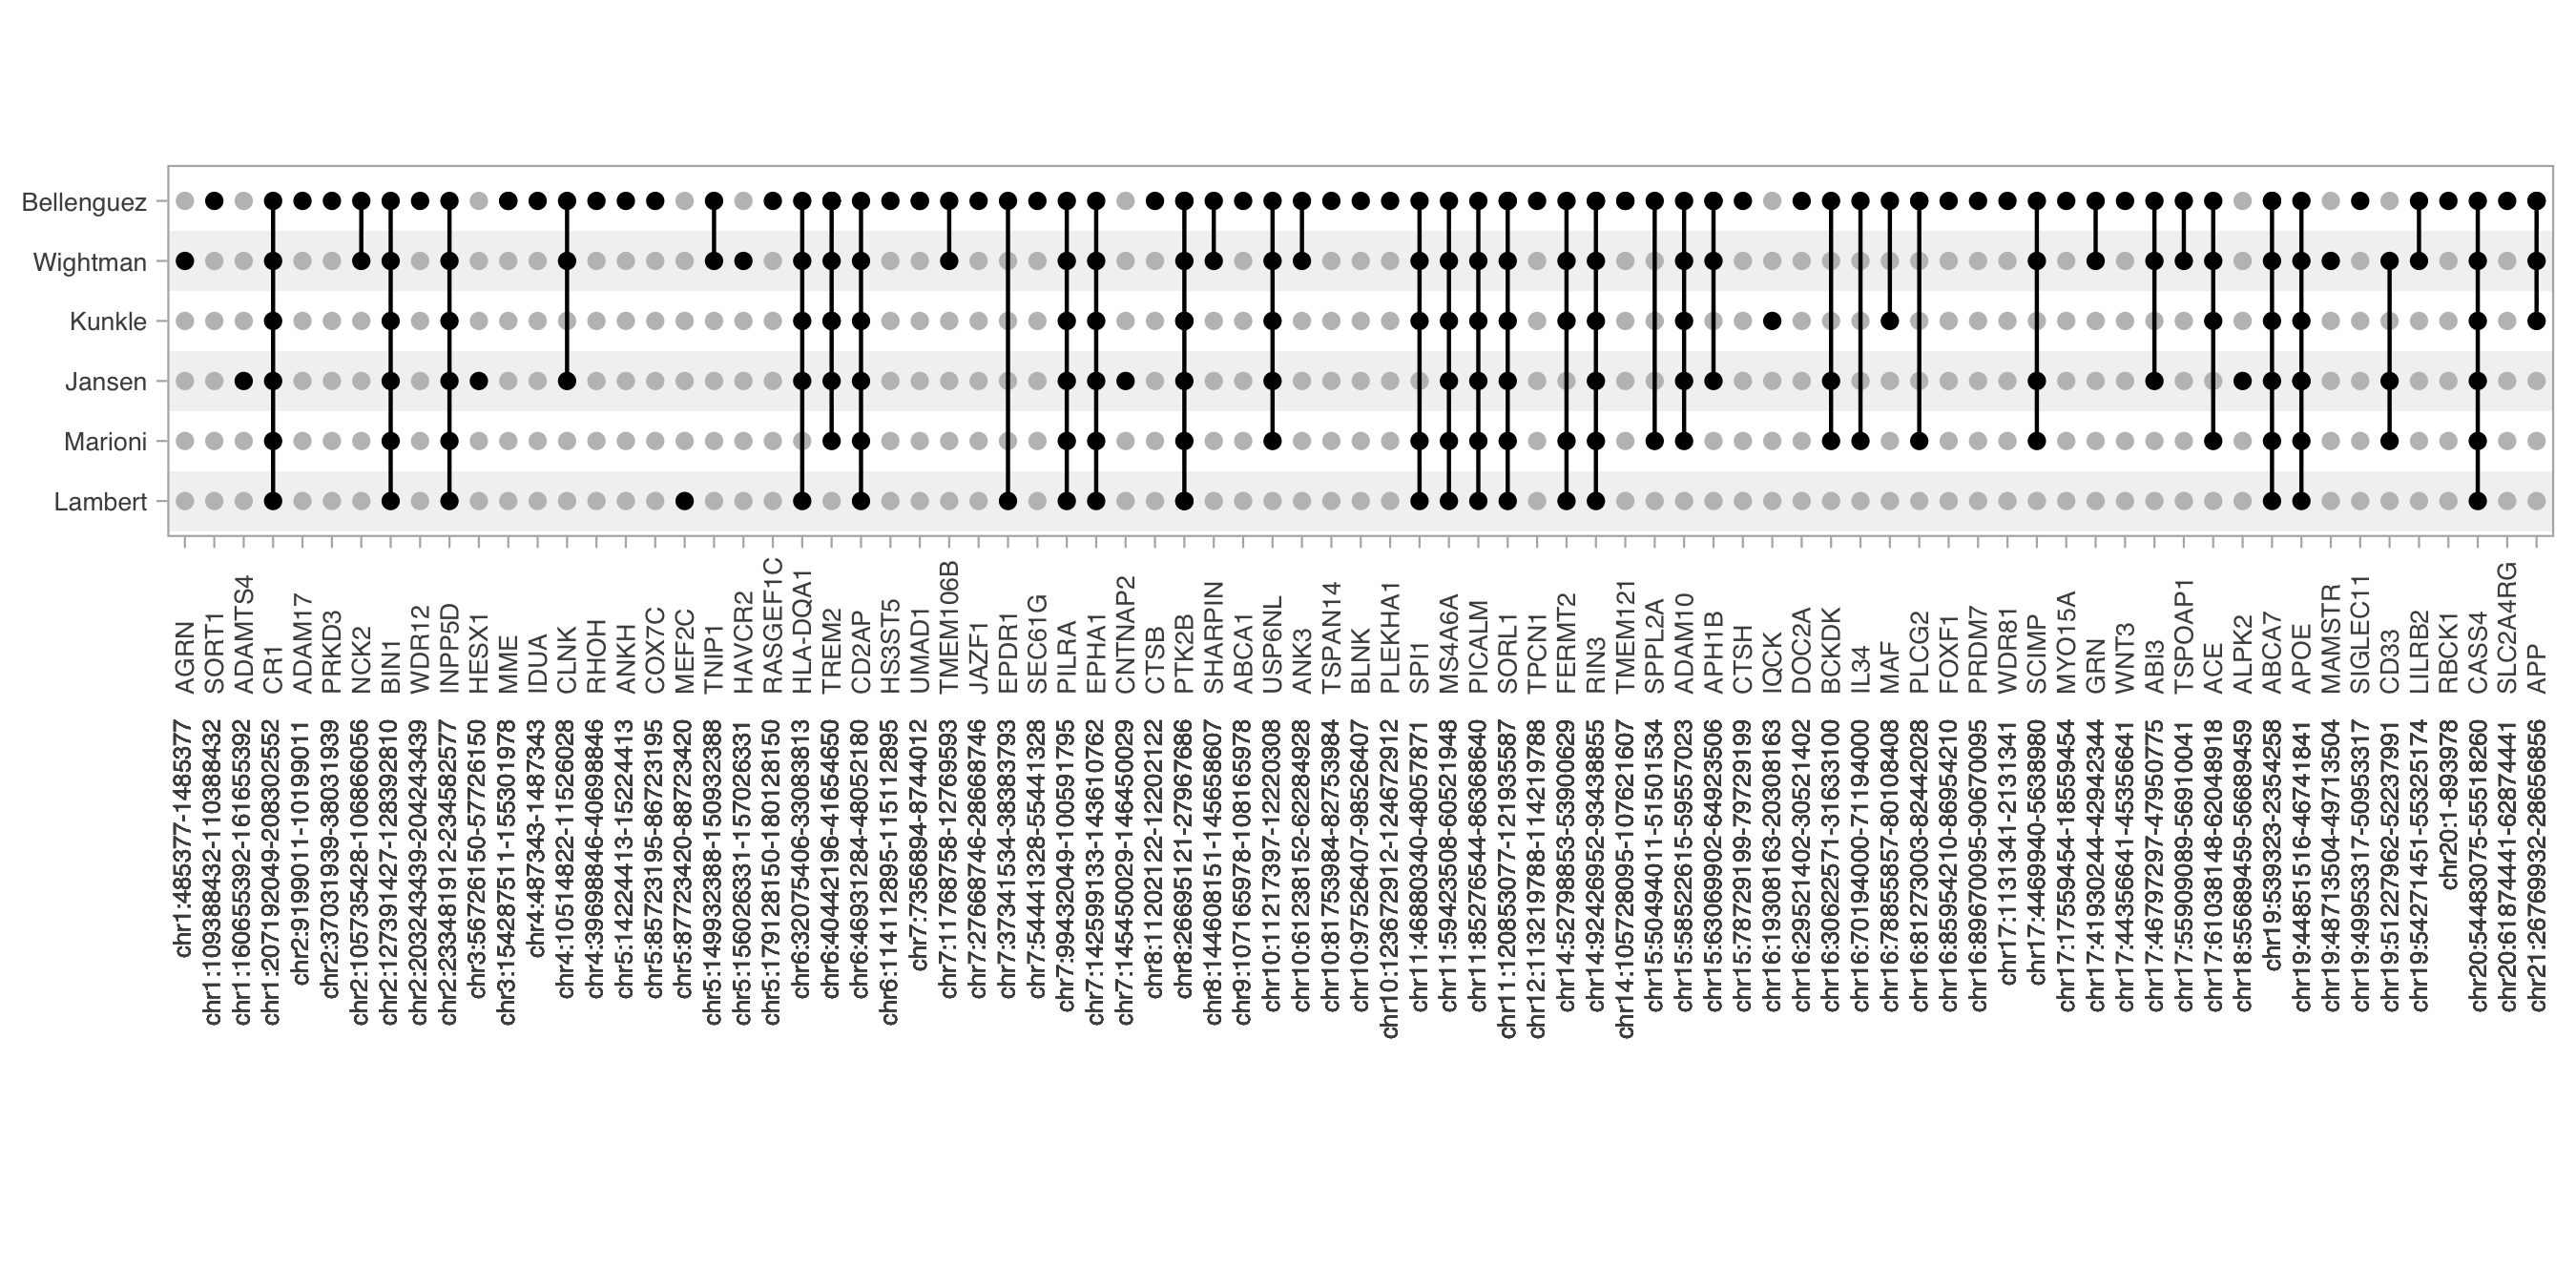 Bellenguez
Wightman
Kunkle
Jansen
Marioni
Lambert
AGRN
SORT1
ADAMTS4
CR1
ADAM17
PRKD3
NCK2
BIN1
WDR12
INPP5D
HESX1
MME
IDUA
CLNK
RHOH
ANKH
COX7C
MEF2C
TNIP1
HAVCR2
RASGEF1C
HLA-DQA1
TREM2
CD2AP
HS3ST5
UMAD1
TMEM106B
JAZF1
EPDR1
SEC61G
PILRA
EPHA1
CNTNAP2
CTSB
PTK2B
SHARPIN
ABCA1
USP6NL
ANK3
TSPAN14
BLNK
PLEKHA1
SPI1
MS4A6A
PICALM
SORL1
TPCN1
FERMT2
RIN3
TMEM121
SPPL2A
ADAM10
APH1B
CTSH
IQCK
DOC2A
BCKDK
IL34
MAF
PLCG2
FOXF1
PRDM7
WDR81
SCIMP
MYO15A
GRN
WNT3
ABI3
TSPOAP1
ACE
ALPK2
ABCA7
APOE
MAMSTR
SIGLEC11
CD33
LILRB2
RBCK1
CASS4
SLC2A4RG
APP
chr1:485377-1485377
chr1:109388432-110388432
chr1:160655392-161655392
chr1:207192049-208302552
chr2:9199011-10199011
chr2:37031939-38031939
chr2:105735428-106866056
chr2:127391427-128392810
chr2:203243439-204243439
chr2:233481912-234582577
chr3:56726150-57726150
chr3:154287511-155301978
chr4:487343-1487343
chr4:10514822-11526028
chr4:39698846-40698846
chr5:14224413-15224413
chr5:85723195-86723195
chr5:87723420-88723420
chr5:149932388-150932388
chr5:156026331-157026331
chr5:179128150-180128150
chr6:32075406-33083813
chr6:40442196-41654650
chr6:46931284-48052180
chr6:114112895-115112895
chr7:7356894-8744012
chr7:11768758-12769593
chr7:27668746-28668746
chr7:37341534-38383793
chr7:54441328-55441328
chr7:99432049-100591795
chr7:142599133-143610762
chr7:145450029-146450029
chr8:11202122-12202122
chr8:26695121-27967686
chr8:144608151-145658607
chr9:107165978-108165978
chr10:11217397-12220308
chr10:61238152-62284928
chr10:81753984-82753984
chr10:97526407-98526407
chr10:123672912-124672912
chr11:46880340-48057871
chr11:59423508-60521948
chr11:85276544-86368640
chr11:120853077-121935587
chr12:113219788-114219788
chr14:52798853-53900629
chr14:92426952-93438855
chr14:105728095-107621607
chr15:50494011-51501534
chr15:58522615-59557023
chr15:63069902-64923506
chr15:78729199-79729199
chr16:19308163-20308163
chr16:29521402-30521402
chr16:30622571-31633100
chr16:70194000-71194000
chr16:78855857-80108408
chr16:81273003-82442028
chr16:85954210-86954210
chr16:89670095-90670095
chr17:1131341-2131341
chr17:4469940-5638980
chr17:17559454-18559454
chr17:41930244-42942344
chr17:44356641-45356641
chr17:46797297-47950775
chr17:55909089-56910041
chr17:61038148-62048918
chr18:55689459-56689459
chr19:539323-2354258
chr19:44851516-46741841
chr19:48713504-49713504
chr19:49953317-50953317
chr19:51227962-52237991
chr19:54271451-55325174
chr20:1-893978
chr20:54483075-55518260
chr20:61874441-62874441
chr21:26769932-28656856